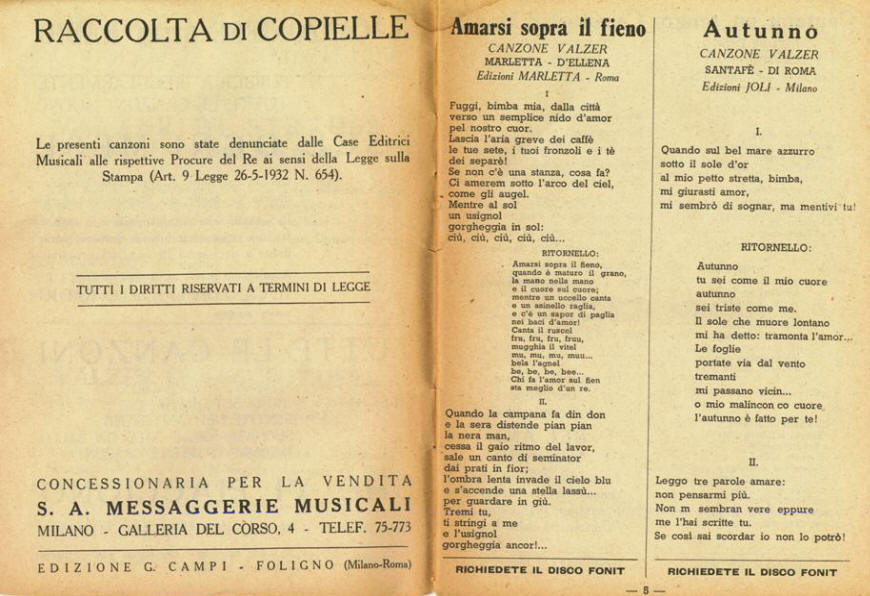 RACCOLTA DI COPIELLE
Le presenti canzoni sono state denunciate dalle Case Editrici
Musicali alle rispettive Procure del Re ai sensi della Legge sulla
Stampa (Art. 9 Legge 26-5-1932 N. 654).
TUTTI I DIRITTI RISERVATI A TERMINI DI LEGGE
CONCESSIONARIA PER LA VENDITA
S. A. MESSAGGERIE MUSICALI
MILANO - GALLERIA DEL CORSO, 4 - TELEF. 75-773
EDIZIONE G. CAMPI - FOLIGNO (Milano-Roma)
Amarsi sopra il fieno
CANZONE VALZER
MARLETTA - D'ELLENA
Edizioni MARLETTA - Roma
I
Fuggi, bimba mia, dalla città
verso un semplice nido d'amor
pel nostro cuor.
Lascia l'aria greve dei caffè
le tue sete, i tuoi fronzoli e i tè
dei separè!
Se non c'è una stanza, cosa fa?
Ci amerem sotto l'arco del ciel,
come gli augel.
Mentre al sol
un usignol
gorgheggia in sol:
ciù, ciù, ciù, ciù, ciù...
RITORNELLO:
Amarsi sopra il fieno,
quando è maturo il grano,
la mano nella mano
e il cuore sul cuore;
mentre un uccello canta
e un asinello raglia,
e c'è un sapor di paglia
nei baci d'amor!
Canta il ruscel
fru, fru, fru, fruu,
mugghia il vitel
mu, mu, mu, muu...
bela l'agnel
be, be, be, bee...
Chi fa l'amor sul fien
sta meglio d'un re.
II.
Quando la campana fa din don
e la sera distende pian pian
la nera man,
cessa il gaio ritmo del lavor,
sale un canto di seminator
dai prati in fior;
l'ombra lenta invade il cielo blu
e s'accende una stella lassù...
per guardare in giù.
Tremi tu,
ti stringi a me
e l'usignol
gorgheggia ancor!...
RICHIEDETE IL DISCO FONIT
Autunno
CANZONE VALZER
SANTAFÈ - DI ROMA
Edizioni JOLI - Milano
I.
Quando sul bel mare azzurro
sotto il sole d'or
al mio petto stretta, bimba,
mi giurasti amor,
mi sembrò di sognar, ma mentivi tu!
RITORNELLO:
Autunno
tu sei come il mio cuore
autunno
sei triste come me.
Il sole che muore lontano
mi ha detto: tramonta l'amor...
Le foglie
portate via dal vento
tremanti
mi passano vicin...
o mio malincon co cuore
l'autunno è fatto per te!
II.
Leggo tre parole amare:
non pensarmi più.
Non m sembran vere eppure
me l'hai scritte tu.
Se così sai scordar io non lo potrò!
RICHIEDETE IL DISCO FONIT
— 5 —